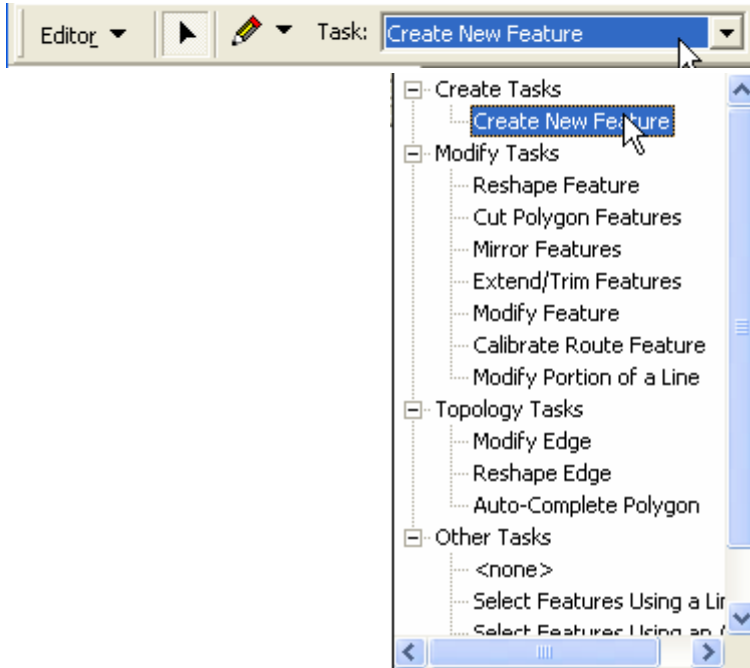 Editor Task: Create New Feature
Create Tasks
Create New Feature
Modify Tasks
Reshape Feature
Cut Polygon Features
Mirror Features
Extend/Trim Features
Modify Feature
Calibrate Route Feature
Modify Portion of a Line
Topology Tasks
Modify Edge
Reshape Edge
Auto-Complete Polygon
Other Tasks
<none>
Select Features Using a Lin
Select Features Using an